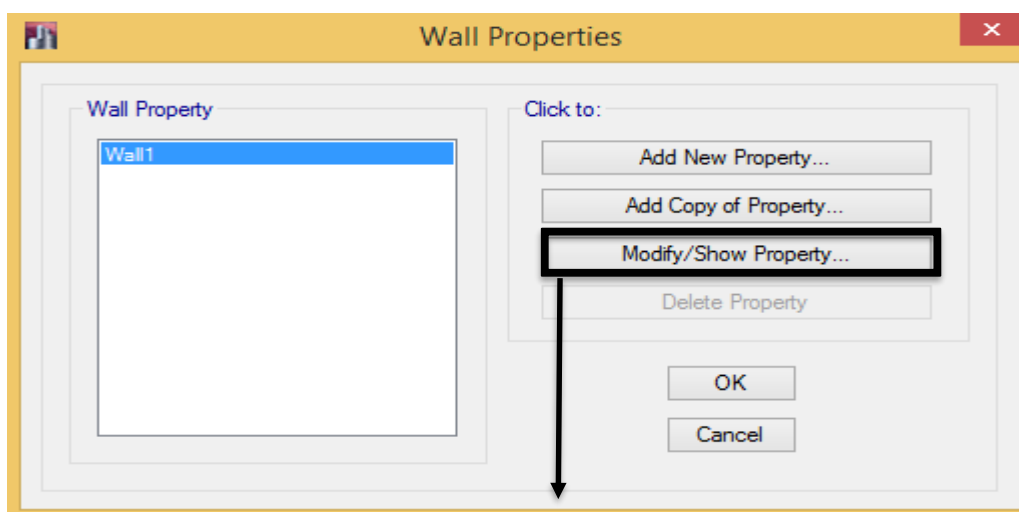 Wall Properties
Wall Property
Wall1
Click to:
Add New Property...
Add Copy of Property...
Modify/Show Property...
Delete Property
OK
Cancel